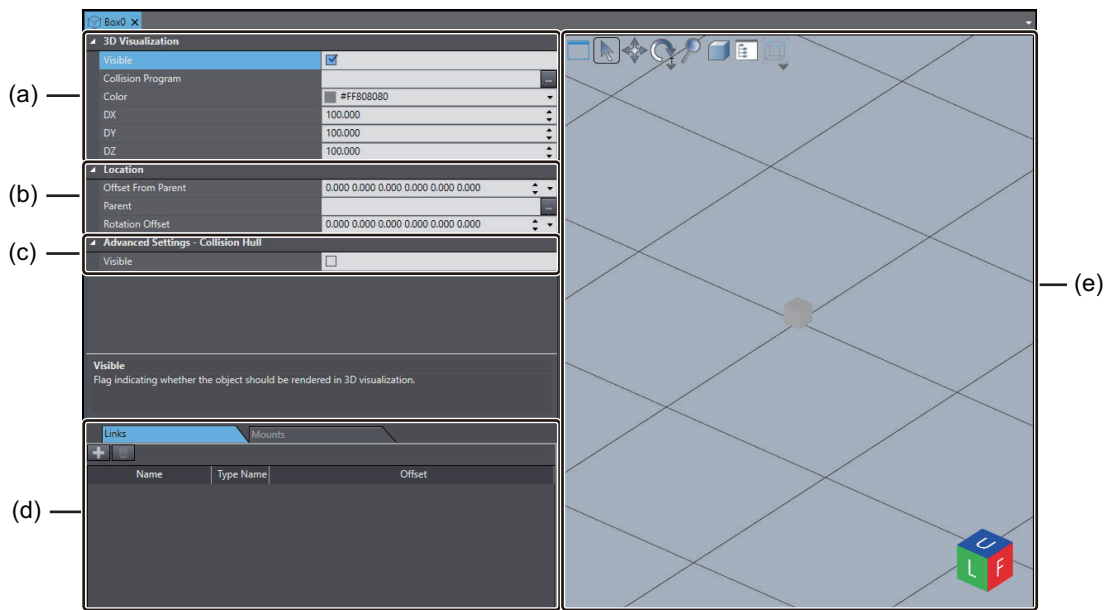 Box0
3D Visualization
Visible
Collision Program
...
Color
#FF808080
DX
100.000
DY
100.000
DZ
100.000
(a)
Location
Offset From Parent
0.000 0.000 0.000 0.000 0.000 0.000
Parent
...
Rotation Offset
0.000 0.000 0.000 0.000 0.000 0.000
(b)
Advanced Settings - Collision Hull
Visible
(c)
Visible
Flag indicating whether the object should be rendered in 3D visualization.
Links
Mounts
Name
Type Name
Offset
(d)
(e)
U
L
F